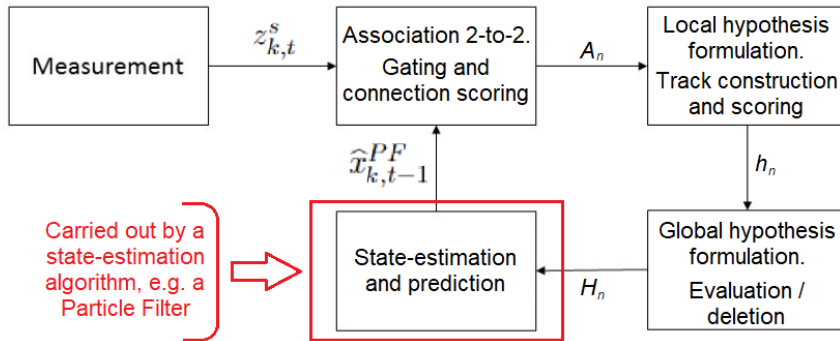 Measurement
z^s_{k,t}
Association 2-to-2.
Gating and
connection scoring
A_n
Local hypothesis
formulation.
Track construction
and scoring
x̂^{PF}_{k,t−1}
h_n
Carried out by a
state-estimation
algorithm, e.g. a
Particle Filter
State-estimation
and prediction
H_n
Global hypothesis
formulation.
Evaluation /
deletion